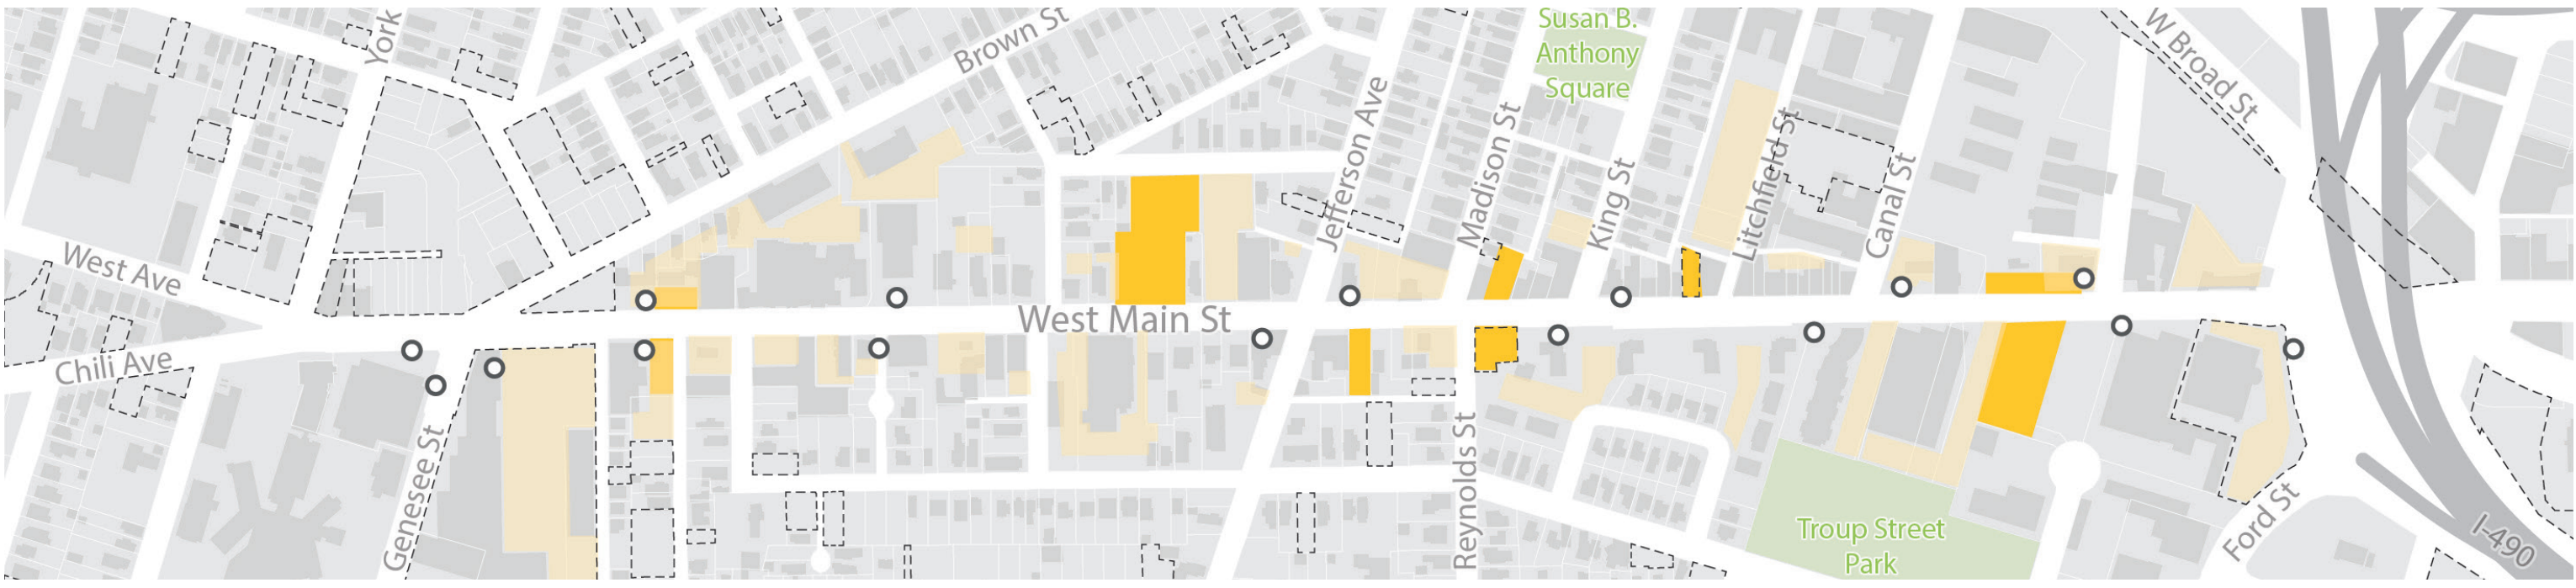 York
Brown St
Susan B.
Anthony
Square
W Broad St
Jefferson Ave
Madison St
King St
Litchfield St
Canal St
West Ave
West Main St
Chili Ave
Genesee St
Reynolds St
Troup Street
Park
Ford St
I-490